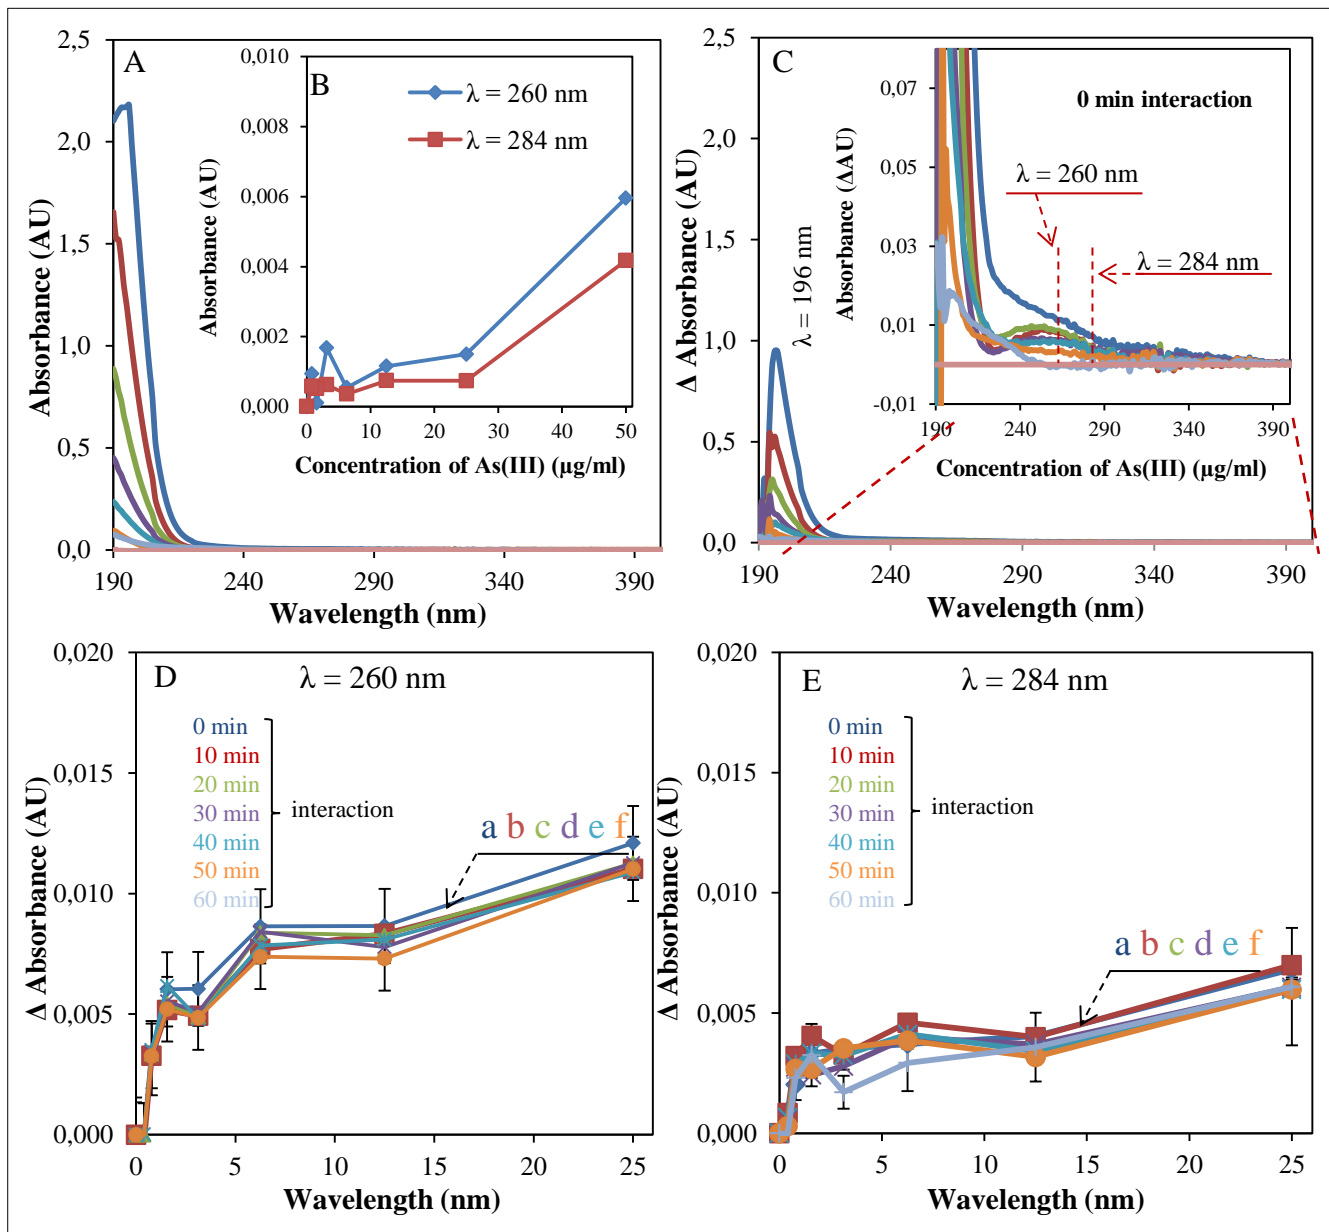 A
2,5
2,0
1,5
1,0
0,5
0,0
Absorbance (AU)
190
240
290
340
390
Wavelength (nm)
B
0,010
0,008
0,006
0,004
0,002
0,000
Absorbance (AU)
λ = 260 nm
λ = 284 nm
0
10
20
30
40
50
Concentration of As(III) (µg/ml)
C
2,5
2,0
1,5
1,0
0,5
0,0
Δ Absorbance (AU)
λ = 196 nm
190
240
290
340
390
Wavelength (nm)
0,07
0,05
0,03
0,01
-0,01
Absorbance (ΔAU)
0 min interaction
λ = 260 nm
λ = 284 nm
190
240
290
340
390
Concentration of As(III) (µg/ml)
D
λ = 260 nm
0,020
0,015
0,010
0,005
0,000
Δ Absorbance (AU)
0 min
10 min
20 min
30 min
40 min
50 min
60 min
interaction
a b c d e f
0
5
10
15
20
25
Wavelength (nm)
E
λ = 284 nm
0,020
0,015
0,010
0,005
0,000
Δ Absorbance (AU)
0 min
10 min
20 min
30 min
40 min
50 min
60 min
interaction
a b c d e f
0
5
10
15
20
25
Wavelength (nm)